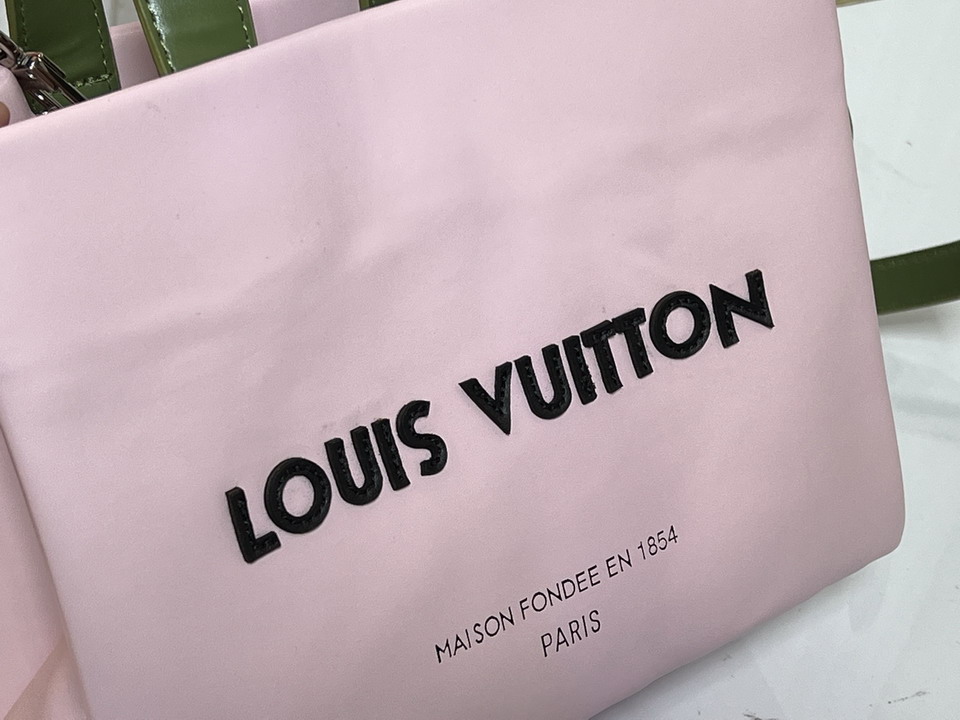 LOUIS VUITTON
MAISON FONDEE EN 1854
PARIS